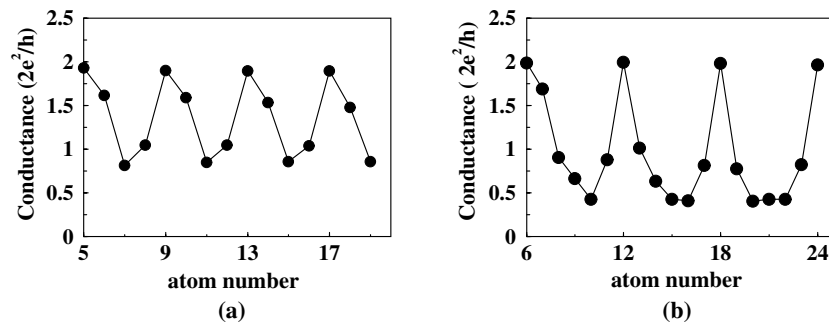 2.5
2
1.5
1
0.5
0
Conductance (2e²/h)
5 9 13 17
atom number
(a)
2.5
2
1.5
1
0.5
0
Conductance ( 2e²/h)
6 12 18 24
atom number
(b)